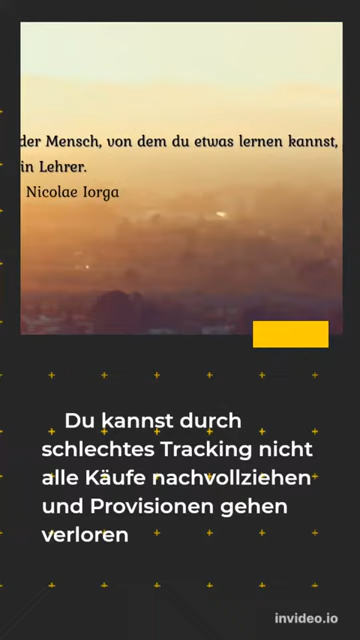 der Mensch, von dem du etwas lernen kannst,
in Lehrer.
Nicolae Iorga
Du kannst durch
schlechtes Tracking nicht
alle Käufe nachvollziehen
und Provisionen gehen
verloren
invideo.io